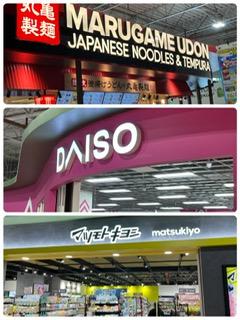 丸亀
製麺
MARUGAME UDON
JAPANESE NOODLES & TEMPURA
DAISO
マツモトキヨシ matsukiyo